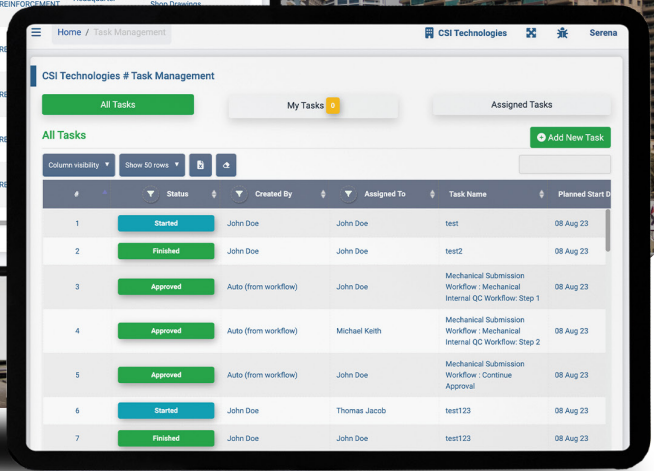 REINFORCEMENT
Shop Drawings
Home / Task Management
CSI Technologies
Serena
CSI Technologies # Task Management
All Tasks
My Tasks 0
Assigned Tasks
All Tasks
Add New Task
Column visibility
Show 50 rows
# Status Created By Assigned To Task Name Planned Start D
1 Started John Doe John Doe test 08 Aug 23
2 Finished John Doe John Doe test2 08 Aug 23
Mechanical Submission
3 Approved Auto (from workflow) John Doe Workflow : Mechanical 08 Aug 23
Internal QC Workflow: Step 1
Mechanical Submission
4 Approved Auto (from workflow) Michael Keith Workflow : Mechanical 08 Aug 23
Internal QC Workflow: Step 2
Mechanical Submission
5 Approved Auto (from workflow) John Doe Workflow : Continue 08 Aug 23
Approval
6 Started John Doe Thomas Jacob test123 08 Aug 23
7 Finished John Doe John Doe test123 08 Aug 23